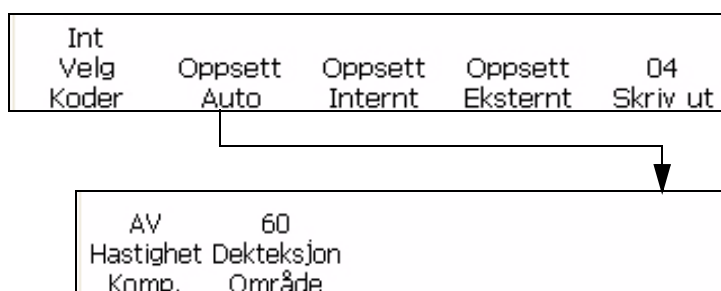 Int
Velg Oppsett Oppsett Oppsett 04
Koder Auto Internt Eksternt Skriv ut
AV 60
Hastighet Dekteksjon
Komp. Område